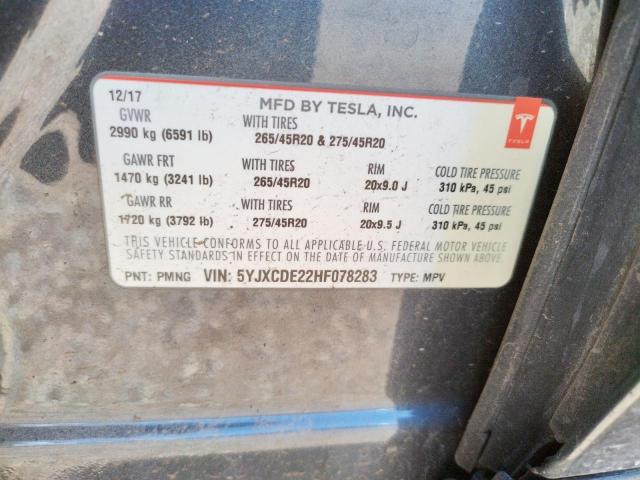 12/17 MFD BY TESLA, INC.
GVWR WITH TIRES
2990 kg (6591 lb) 265/45R20 & 275/45R20
TESLA
GAWR FRT WITH TIRES RIM COLD TIRE PRESSURE
1470 kg (3241 lb) 265/45R20 20x9.0 J 310 kPa, 45 psi
GAWR RR WITH TIRES RIM COLD TIRE PRESSURE
1720 kg (3792 lb) 275/45R20 20x9.5 J 310 kPa, 45 psi
THIS VEHICLE CONFORMS TO ALL APPLICABLE U.S. FEDERAL MOTOR VEHICLE
SAFETY STANDARDS IN EFFECT ON THE DATE OF MANUFACTURE SHOWN ABOVE.
PNT: PMNG VIN: 5YJXCDE22HF078283 TYPE: MPV